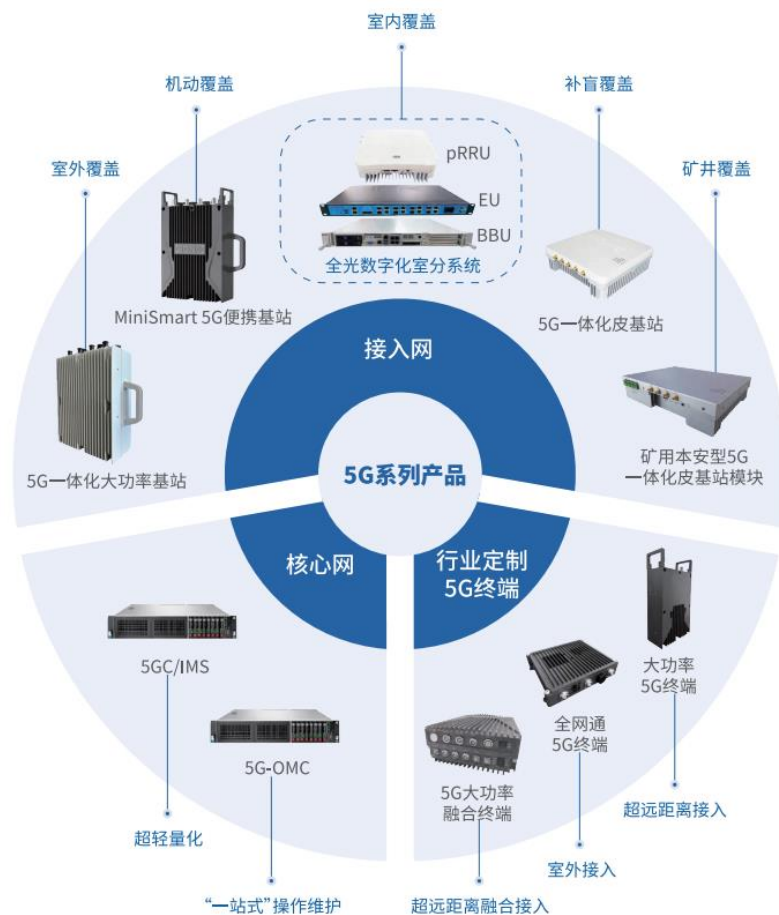 室内覆盖
机动覆盖
补盲覆盖
室外覆盖
矿井覆盖
pRRU
EU
BBU
全光数字化室分系统
MiniSmart 5G便携基站
5G一体化皮基站
接入网
5G一体化大功率基站
矿用本安型5G
一体化皮基站模块
5G系列产品
核心网
行业定制
5G终端
5GC/IMS
大功率
5G终端
全网通
5G终端
5G-OMC
5G大功率
融合终端
超轻量化
超远距离接入
室外接入
“一站式”操作维护
超远距离融合接入